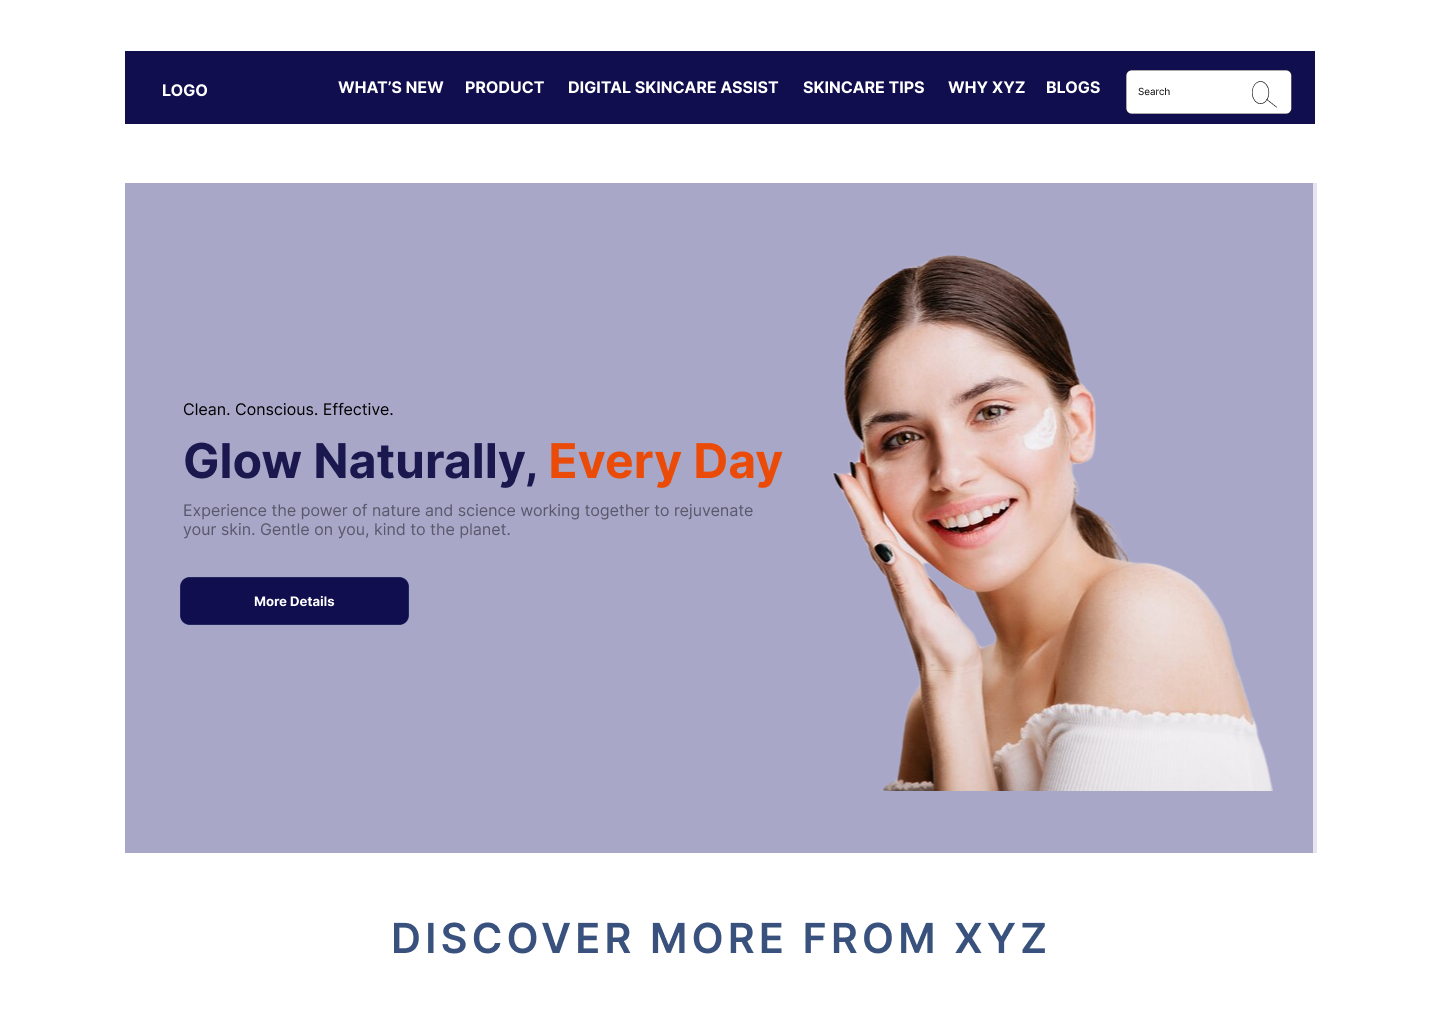 LOGO
WHAT’S NEW
PRODUCT
DIGITAL SKINCARE ASSIST
SKINCARE TIPS
WHY XYZ
BLOGS
Search
Clean. Conscious. Effective.
Glow Naturally, Every Day
Experience the power of nature and science working together to rejuvenate
your skin. Gentle on you, kind to the planet.
More Details
DISCOVER MORE FROM XYZ